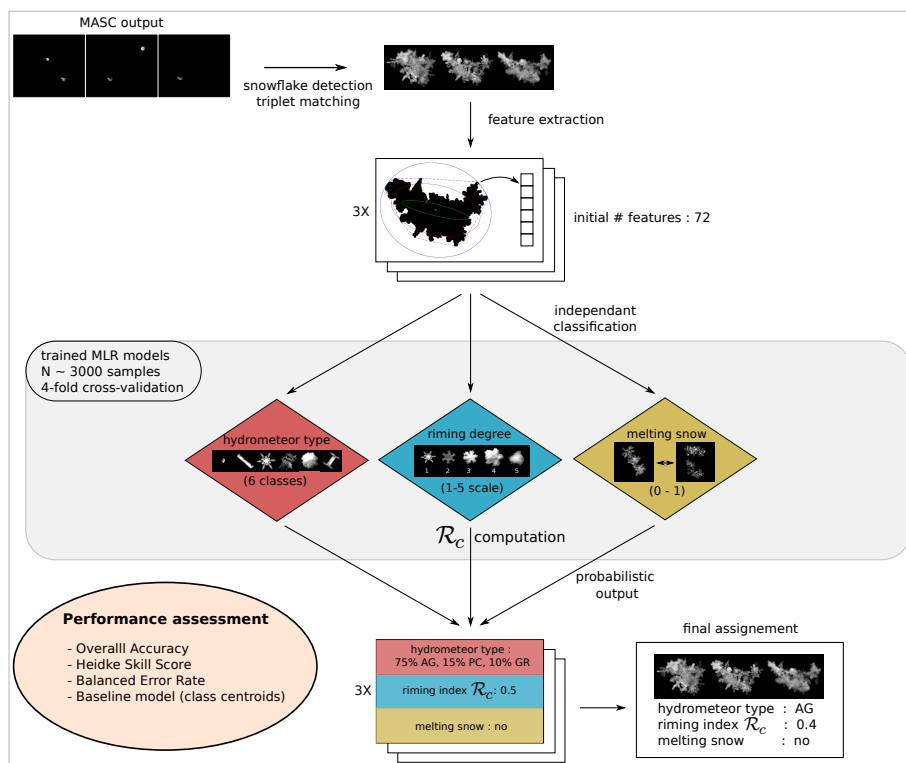 MASC output
snowflake detection
triplet matching
feature extraction
3X
initial # features : 72
independant
classification
trained MLR models
N ~ 3000 samples
4-fold cross-validation
hydrometeor type
(6 classes)
riming degree
1 2 3 4 5
(1-5 scale)
melting snow
(0 - 1)
ℛc computation
probabilistic
output
Performance assessment
- Overalll Accuracy
- Heidke Skill Score
- Balanced Error Rate
- Baseline model (class centroids)
3X
hydrometeor type :
75% AG, 15% PC, 10% GR
riming index ℛc: 0.5
melting snow : no
final assignement
hydrometeor type : AG
riming index ℛc : 0.4
melting snow : no